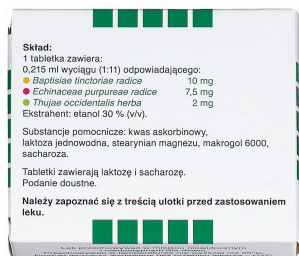 Skład:
1 tabletka zawiera:
0,215 ml wyciągu (1:11) odpowiadającego:
Baptisiae tinctoriae radice 10 mg
Echinaceae purpureae radice 7,5 mg
Thujae occidentalis herba 2 mg
Ekstrahent: etanol 30 % (v/v).
Substancje pomocnicze: kwas askorbinowy,
laktoza jednowodna, stearynian magnezu, makrogol 6000,
sacharoza.
Tabletki zawierają laktozę i sacharozę.
Podanie doustne.
Należy zapoznać się z treścią ulotki przed zastosowaniem
leku.